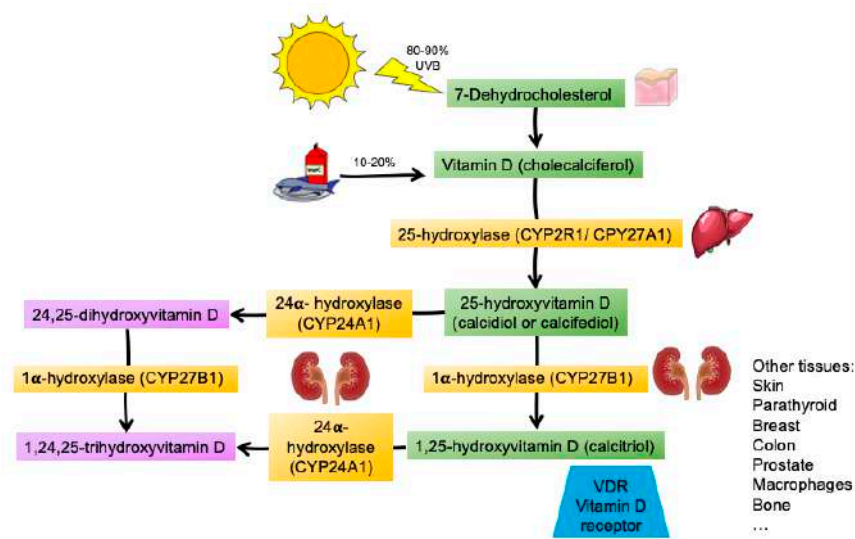 80-90%
UVB
7-Dehydrocholesterol
10-20%
Vitamin D (cholecalciferol)
25-hydroxylase (CYP2R1/ CPY27A1)
24,25-dihydroxyvitamin D
24α- hydroxylase
(CYP24A1)
25-hydroxyvitamin D
(calcidiol or calcifediol)
1α-hydroxylase (CYP27B1)
1α-hydroxylase (CYP27B1)
1,24,25-trihydroxyvitamin D
24α-
hydroxylase
(CYP24A1)
1,25-hydroxyvitamin D (calcitriol)
VDR
Vitamin D
receptor
Other tissues:
Skin
Parathyroid
Breast
Colon
Prostate
Macrophages
Bone
...